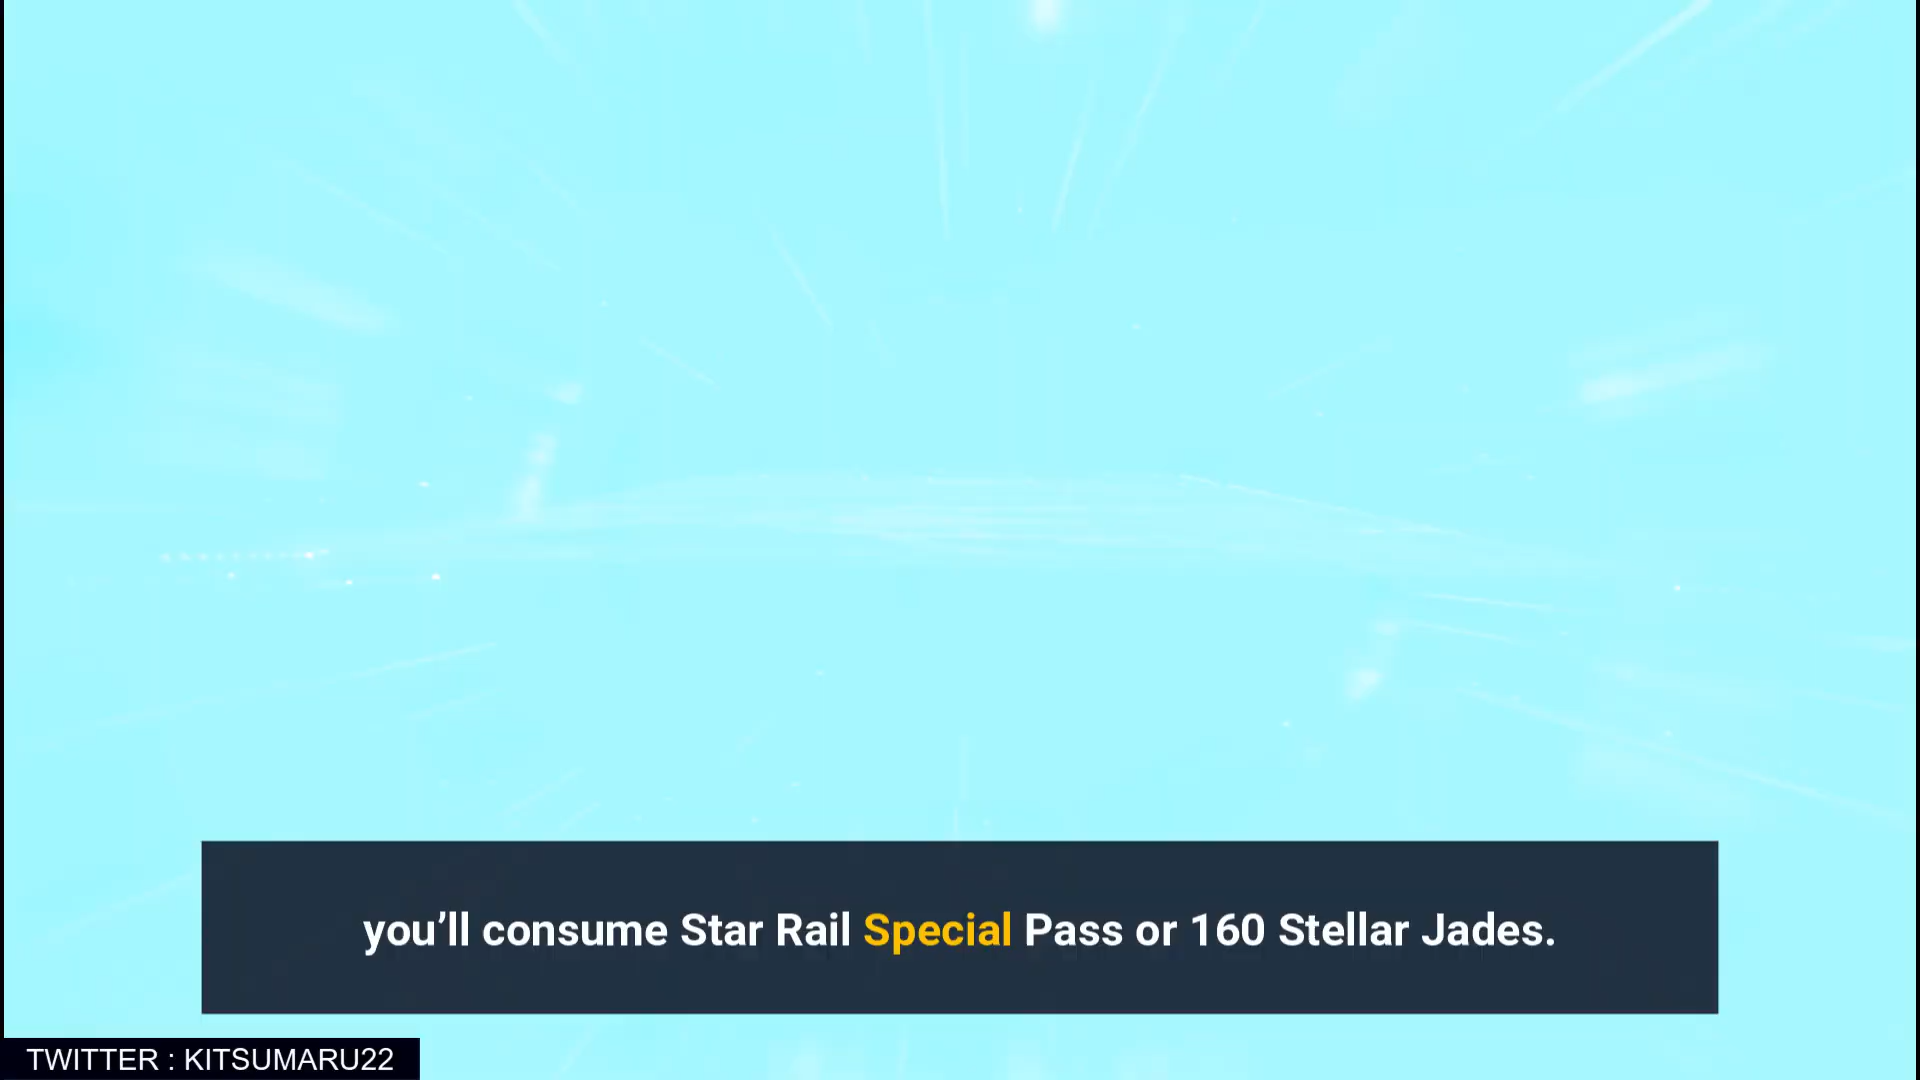 you’ll consume Star Rail Special Pass or 160 Stellar Jades.
TWITTER : KITSUMARU22